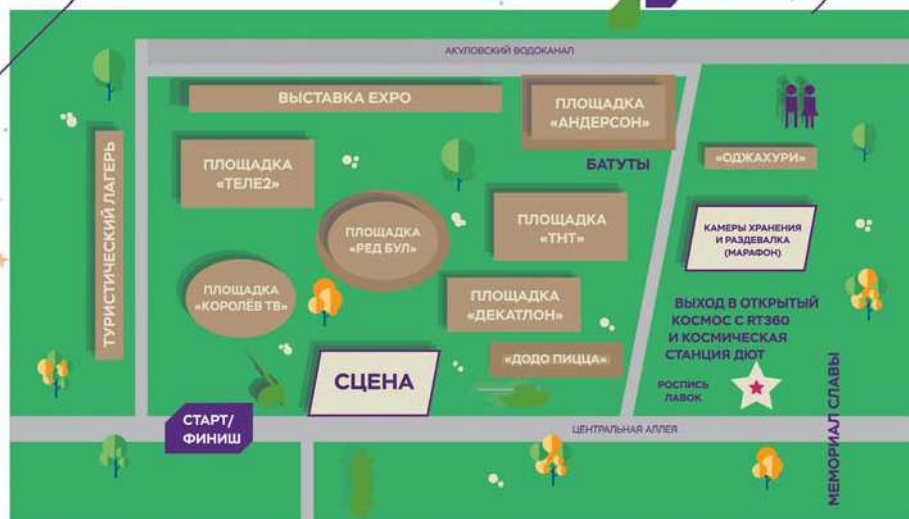 АКУЛОВСКИЙ ВОДОКАНАЛ
ВЫСТАВКА EXPO
ПЛОЩАДКА
«АНДЕРСОН»
БАТУТЫ
«ОДЖАХУРИ»
ТУРИСТИЧЕСКИЙ ЛАГЕРЬ
ПЛОЩАДКА
«ТЕЛЕ2»
ПЛОЩАДКА
«РЕД БУЛ»
ПЛОЩАДКА
«ТНТ»
КАМЕРЫ ХРАНЕНИЯ
И РАЗДЕВАЛКА
(МАРАФОН)
ПЛОЩАДКА
«КОРОЛЁВ ТВ»
ПЛОЩАДКА
«ДЕКАТЛОН»
ВЫХОД В ОТКРЫТЫЙ
КОСМОС С RT360
И КОСМИЧЕСКАЯ
СТАНЦИЯ ДЮТ
«ДОДО ПИЦЦА»
СЦЕНА
РОСПИСЬ
ЛАВОК
СТАРТ/
ФИНИШ
ЦЕНТРАЛЬНАЯ АЛЛЕЯ
МЕМОРИАЛ СЛАВЫ